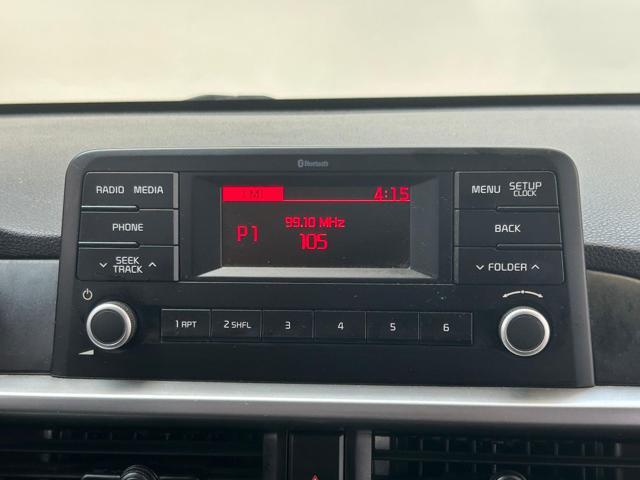 Bluetooth
RADIO MEDIA
PHONE
SEEK
TRACK
FM1 4:15
99.10 MHz
P1
105
MENU SETUP
CLOCK
BACK
FOLDER
1 RPT 2 SHFL 3 4 5 6